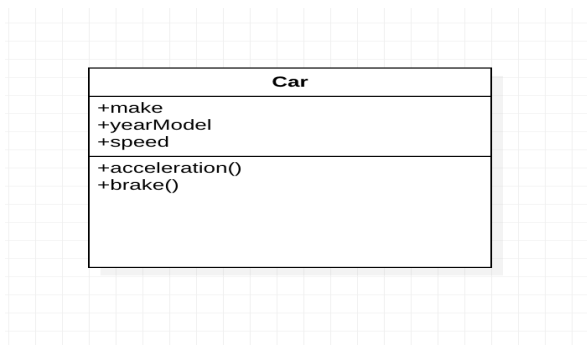 Car
+make
+yearModel
+speed
+acceleration()
+brake()